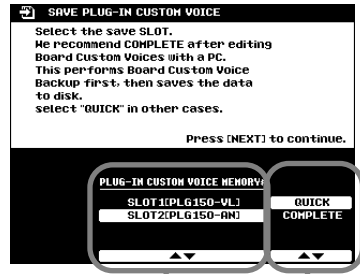 SAVE PLUG-IN CUSTOM VOICE
Select the save SLOT.
We recommend COMPLETE after editing
Board Custom Voices with a PC.
This performs Board Custom Voice
Backup first, then saves the data
to disk.
select "QUICK" in other cases.
Press [NEXT] to continue.
PLUG-IN CUSTOM VOICE MEMORY
SLOT1[PLG150-VL]
SLOT2[PLG150-AN]
QUICK
COMPLETE